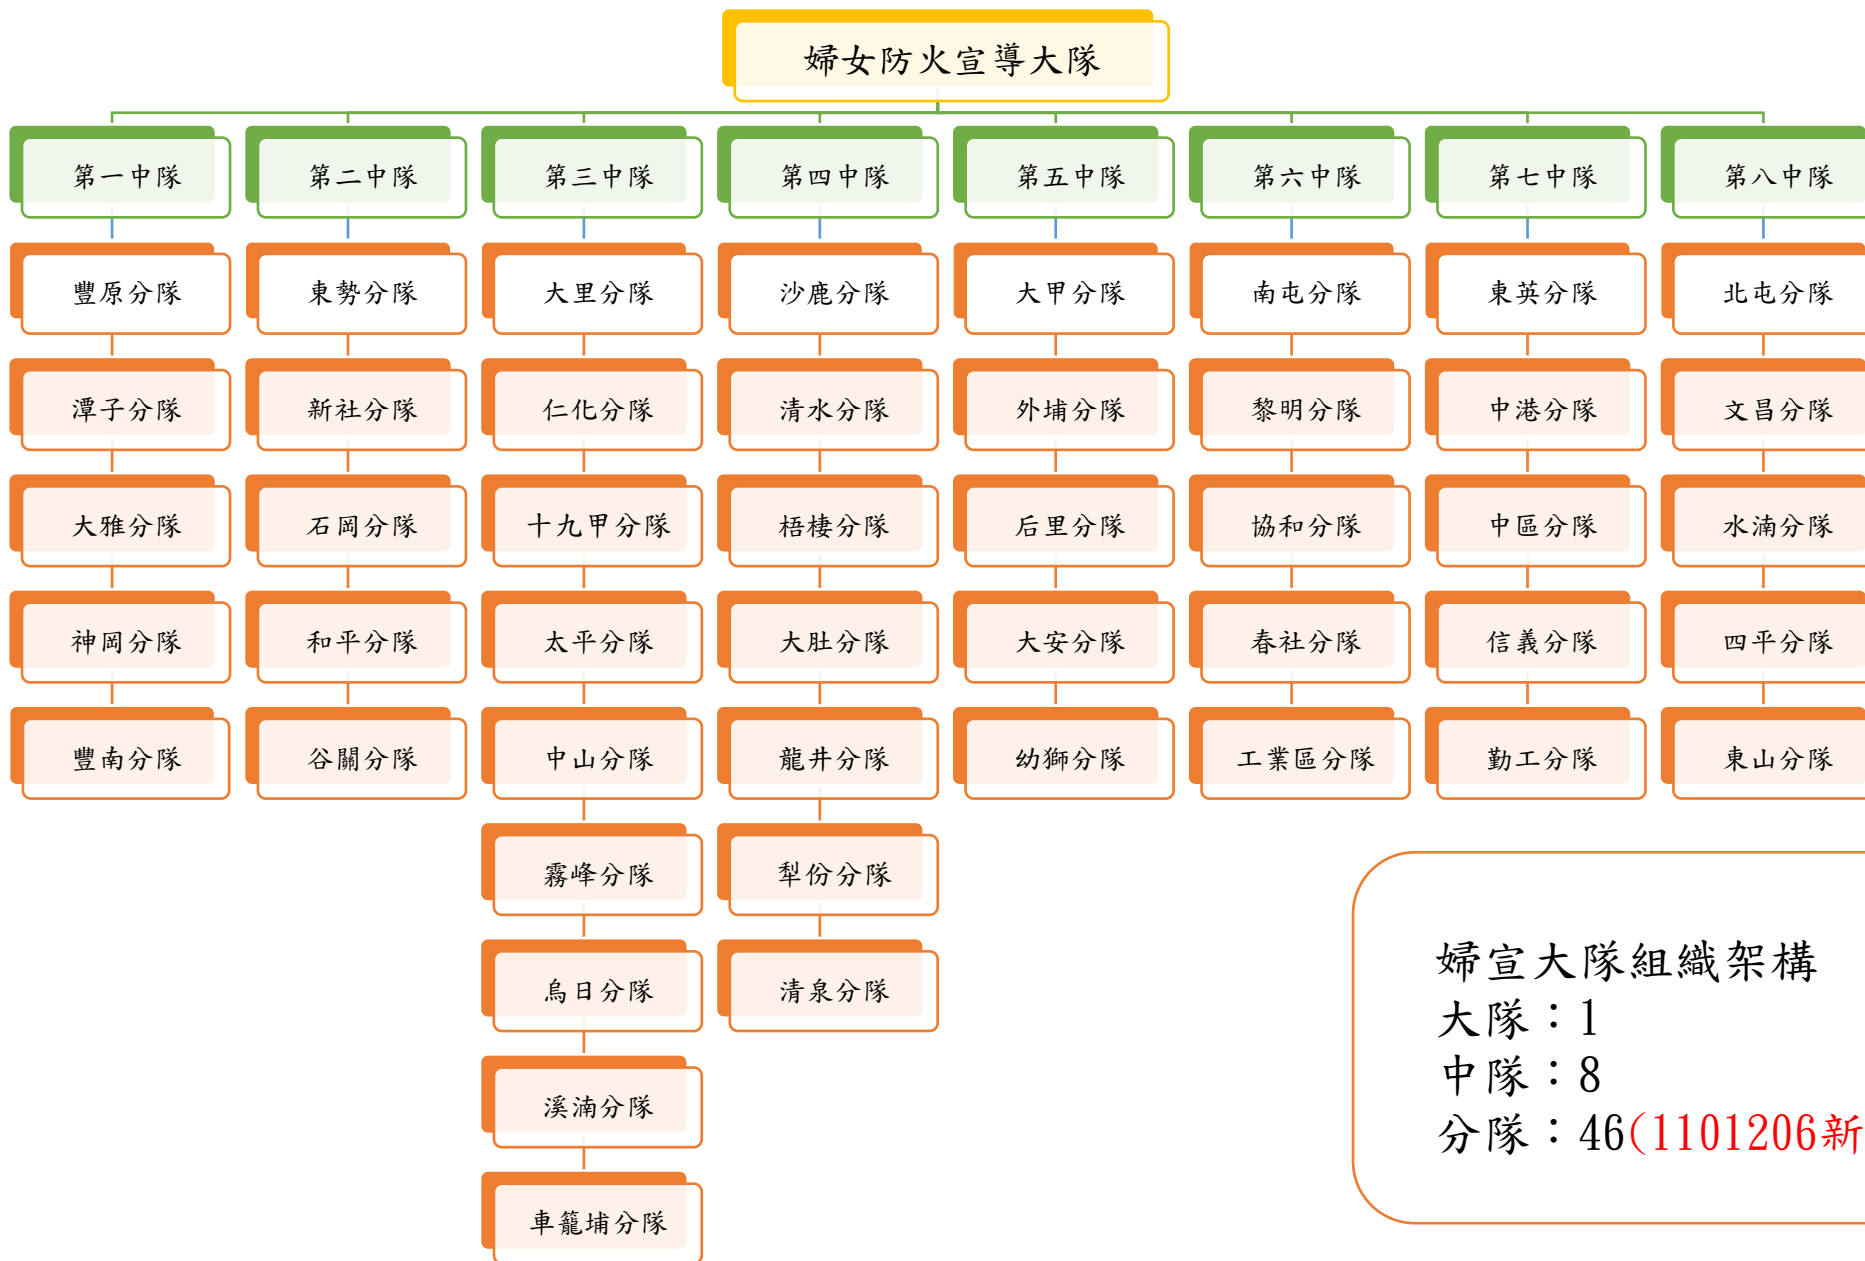 婦女防火宣導大隊
第一中隊
第二中隊
第三中隊
第四中隊
第五中隊
第六中隊
第七中隊
第八中隊
豐原分隊
東勢分隊
大里分隊
沙鹿分隊
大甲分隊
南屯分隊
東英分隊
北屯分隊
潭子分隊
新社分隊
仁化分隊
清水分隊
外埔分隊
黎明分隊
中港分隊
文昌分隊
大雅分隊
石岡分隊
十九甲分隊
梧棲分隊
后里分隊
協和分隊
中區分隊
水湳分隊
神岡分隊
和平分隊
太平分隊
大肚分隊
大安分隊
春社分隊
信義分隊
四平分隊
豐南分隊
谷關分隊
中山分隊
龍井分隊
幼獅分隊
工業區分隊
勤工分隊
東山分隊
霧峰分隊
犁份分隊
烏日分隊
清泉分隊
溪湳分隊
車籠埔分隊
婦宣大隊組織架構
大隊：1
中隊：8
分隊：46(1101206新